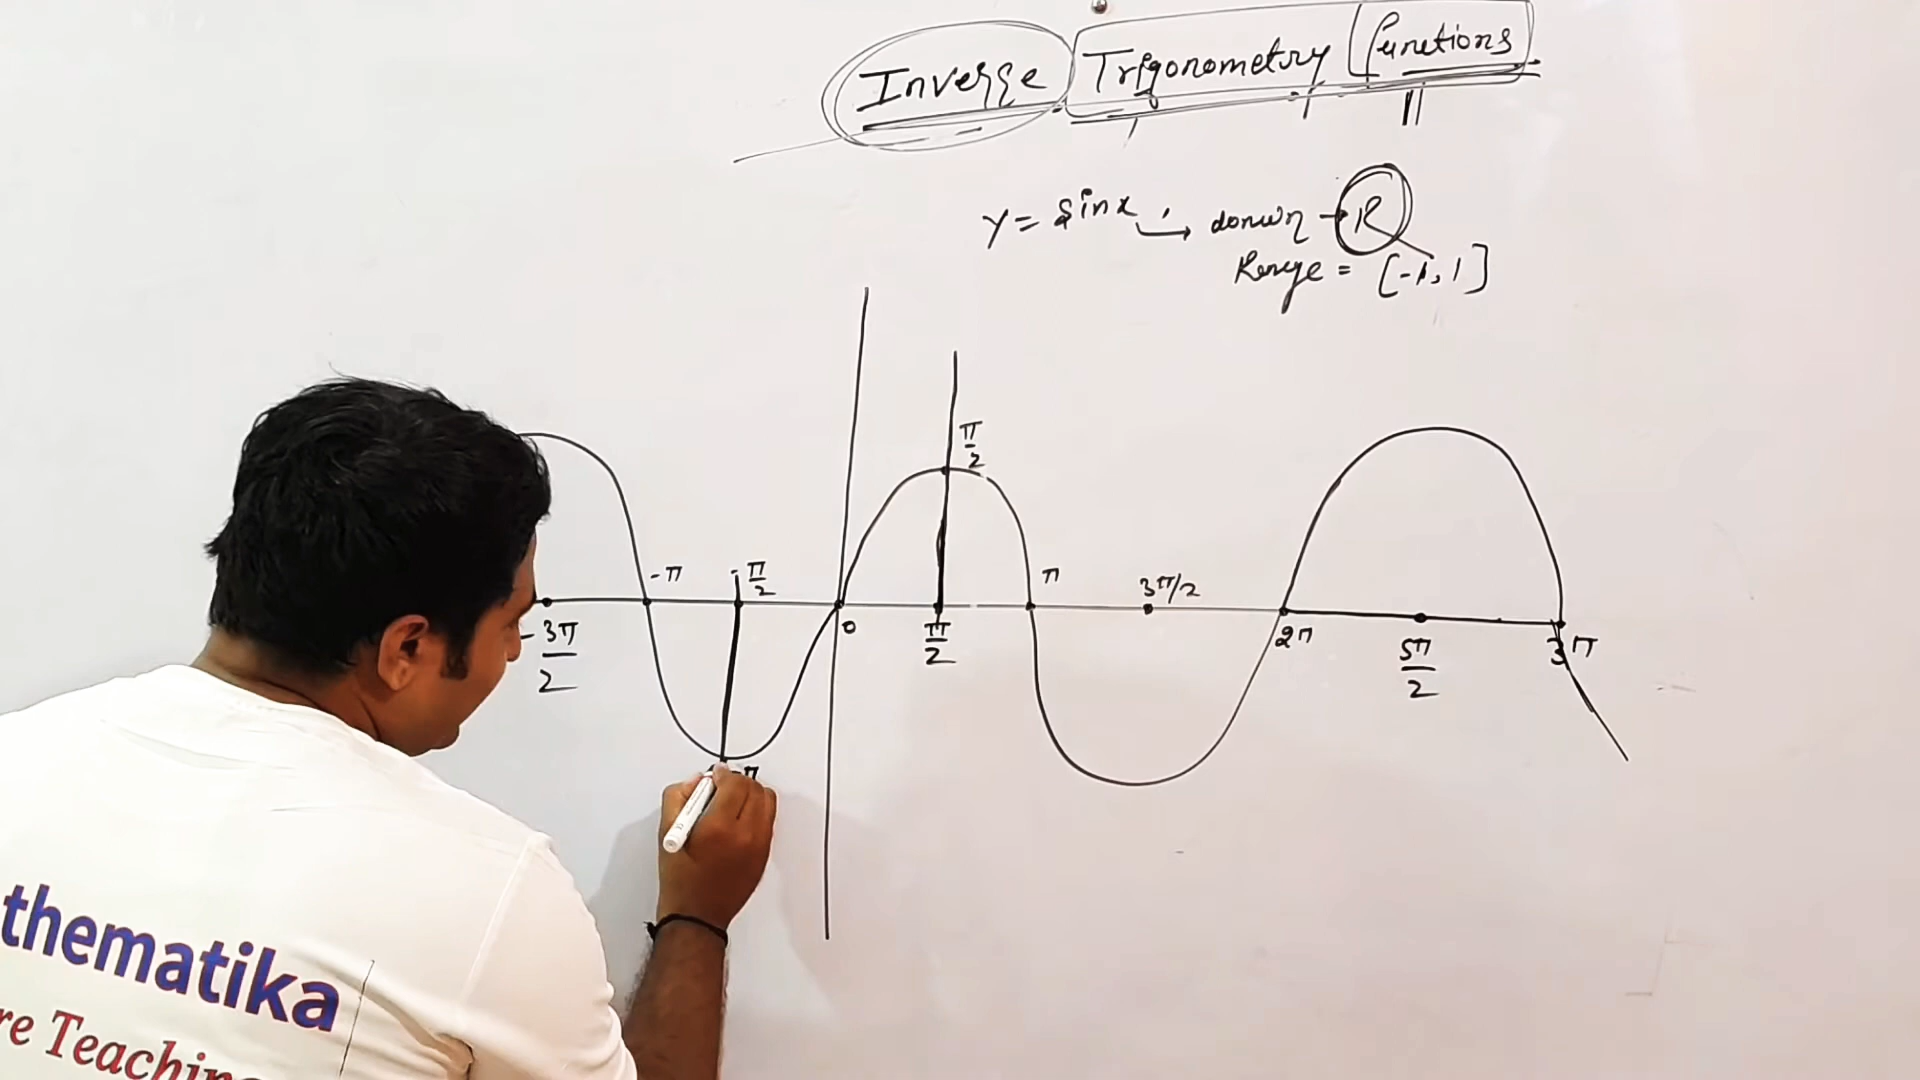 Inverse Trigonometry functions
y = sinx → domain → R
Range = [-1, 1]
π/2
-π
-π/2
π
3π/2
-3π/2
0
π/2
2π
5π/2
3π
thematika
re Teaching